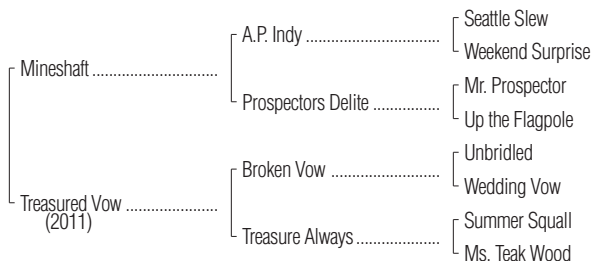 Seattle Slew
A.P. Indy ........................................
Weekend Surprise
Mineshaft ......................................
Mr. Prospector
Prospectors Delite ....................
Up the Flagpole
Unbridled
Broken Vow ................................
Wedding Vow
Treasured Vow .............................
(2011)
Summer Squall
Treasure Always ........................
Ms. Teak Wood